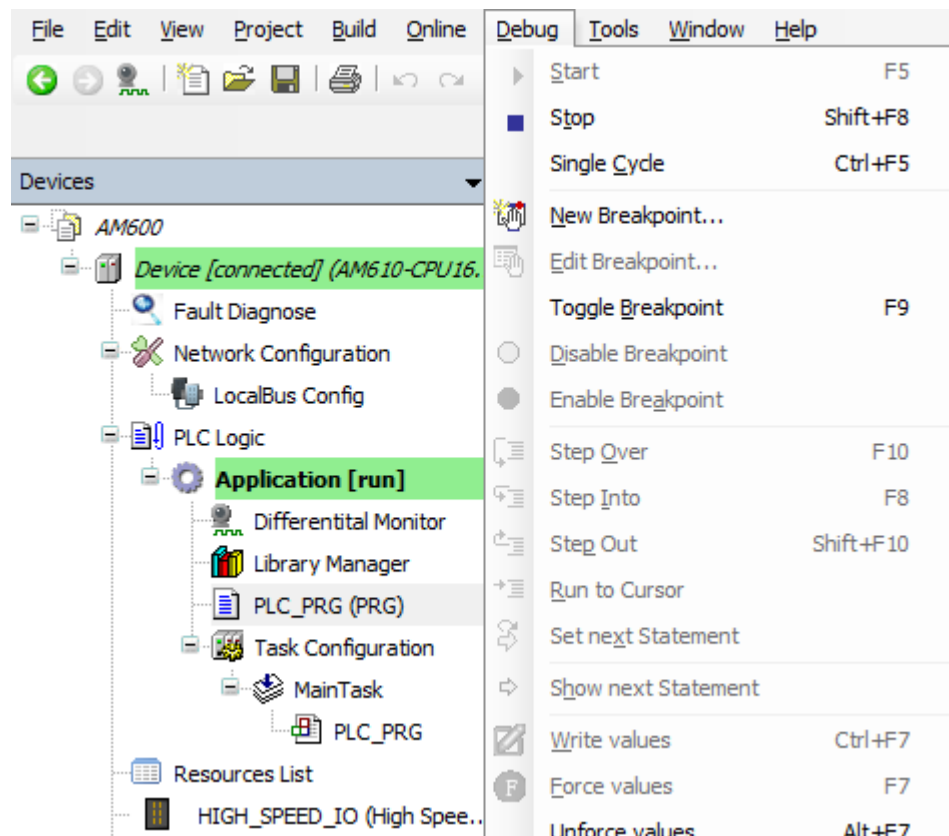 File Edit View Project Build Online Debug Tools Window Help
Start F5
Stop Shift+F8
Single Cycle Ctrl+F5
New Breakpoint...
Edit Breakpoint...
Toggle Breakpoint F9
Disable Breakpoint
Enable Breakpoint
Step Over F10
Step Into F8
Step Out Shift+F10
Run to Cursor
Set next Statement
Show next Statement
Write values Ctrl+F7
Force values F7
Unforce values Alt+F7
Devices
AM600
Device [connected] (AM610-CPU16.
Fault Diagnose
Network Configuration
LocalBus Config
PLC Logic
Application [run]
Differentital Monitor
Library Manager
PLC_PRG (PRG)
Task Configuration
MainTask
PLC_PRG
Resources List
HIGH_SPEED_IO (High Spee..